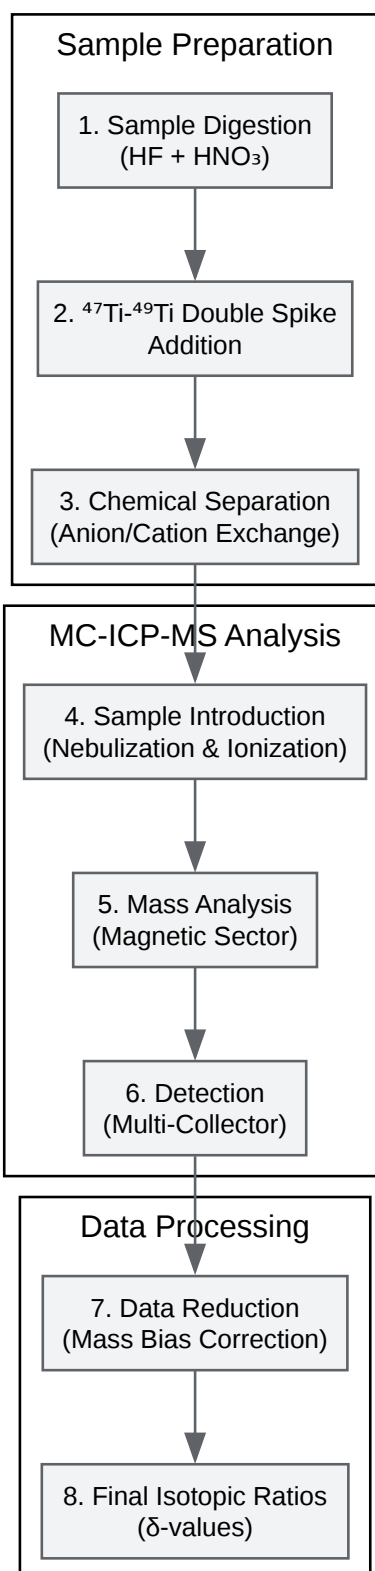 Sample Preparation
1. Sample Digestion
(HF + HNO₃)
2. ⁴⁷Ti-⁴⁹Ti Double Spike
Addition
3. Chemical Separation
(Anion/Cation Exchange)
MC-ICP-MS Analysis
4. Sample Introduction
(Nebulization & Ionization)
5. Mass Analysis
(Magnetic Sector)
6. Detection
(Multi-Collector)
Data Processing
7. Data Reduction
(Mass Bias Correction)
8. Final Isotopic Ratios
(δ-values)